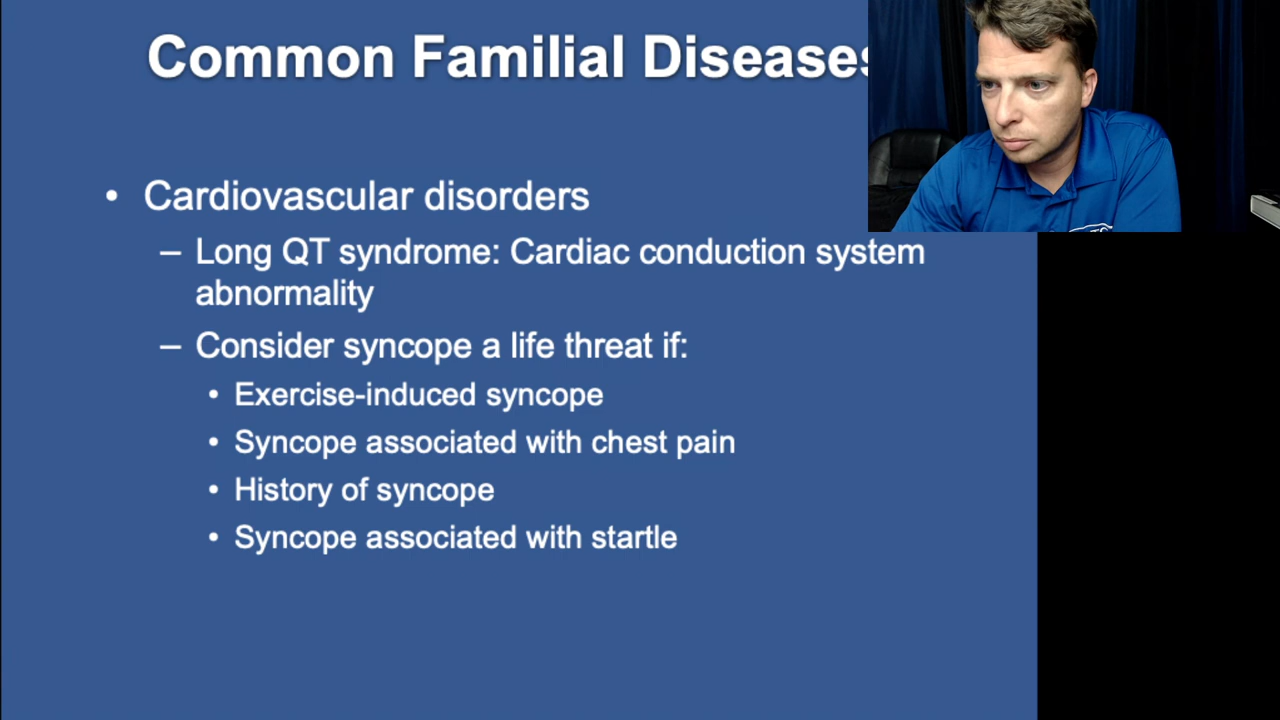 Common Familial Diseases
• Cardiovascular disorders
– Long QT syndrome: Cardiac conduction system
abnormality
– Consider syncope a life threat if:
• Exercise-induced syncope
• Syncope associated with chest pain
• History of syncope
• Syncope associated with startle